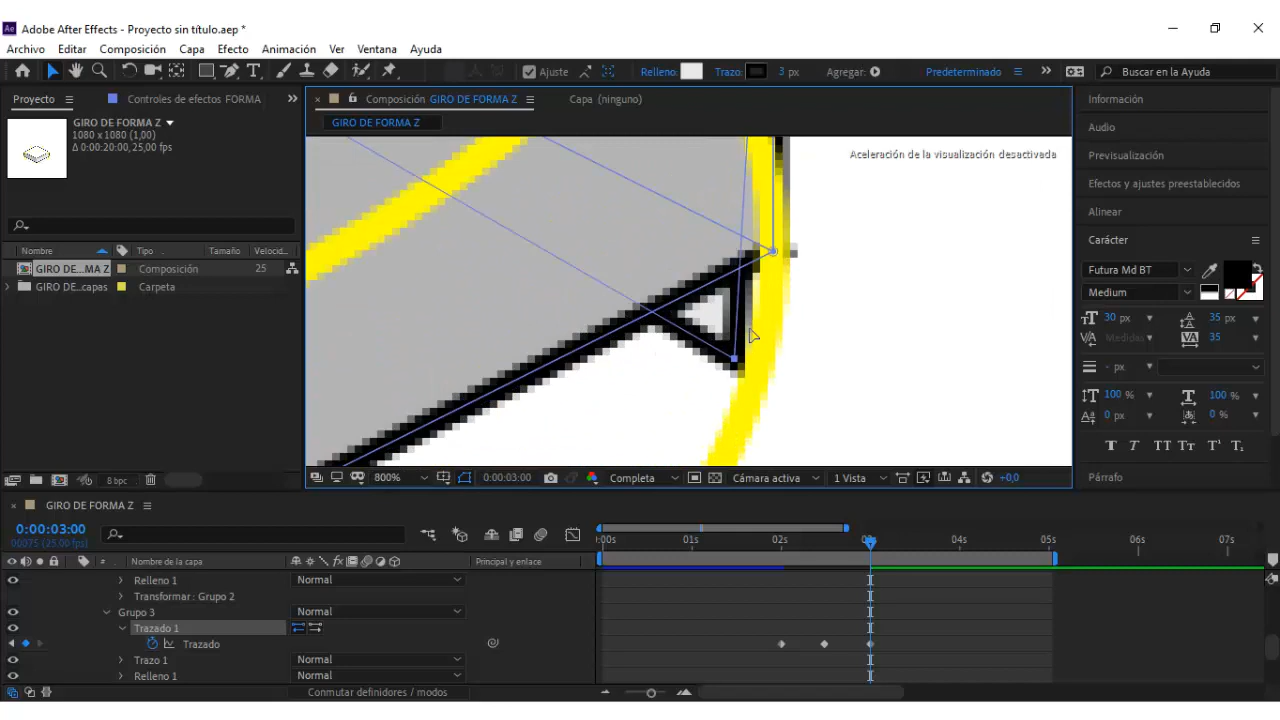 Adobe After Effects - Proyecto sin título.aep *
Archivo Editar Composición Capa Efecto Animación Ver Ventana Ayuda
Ajuste Relleno: Trazo: 3 px Agregar: Predeterminado Buscar en la Ayuda
Proyecto Controles de efectos FORMA Composición GIRO DE FORMA Z Capa (ninguno) Información
GIRO DE FORMA Z
GIRO DE FORMA Z
1080 x 1080 (1,00)
Δ 0:00:20:00, 25,00 fps
Aceleración de la visualización desactivada
Audio
Previsualización
Efectos y ajustes preestablecidos
Alinear
Carácter
Nombre Tipo Tamaño Velocid...
GIRO DE...MA Z Composición 25
GIRO DE...capas Carpeta
Futura Md BT
Medium
30 px 35 px
Medidas 35
- px
100 % 100 %
0 px 0 %
T T TT Tr T¹ T₁
Párrafo
8 bpc 800% 0:00:03:00 Completa Cámara activa 1 Vista +0,0
GIRO DE FORMA Z
0:00:03:00
00075 (25.00 fps)
:00s 01s 02s 03s 04s 05s 06s 07s
# Nombre de la capa Principal y enlace
Relleno 1 Normal
Transformar: Grupo 2
Grupo 3 Normal
Trazado 1
Trazado
Trazo 1 Normal
Relleno 1 Normal
Conmutar definidores / modos